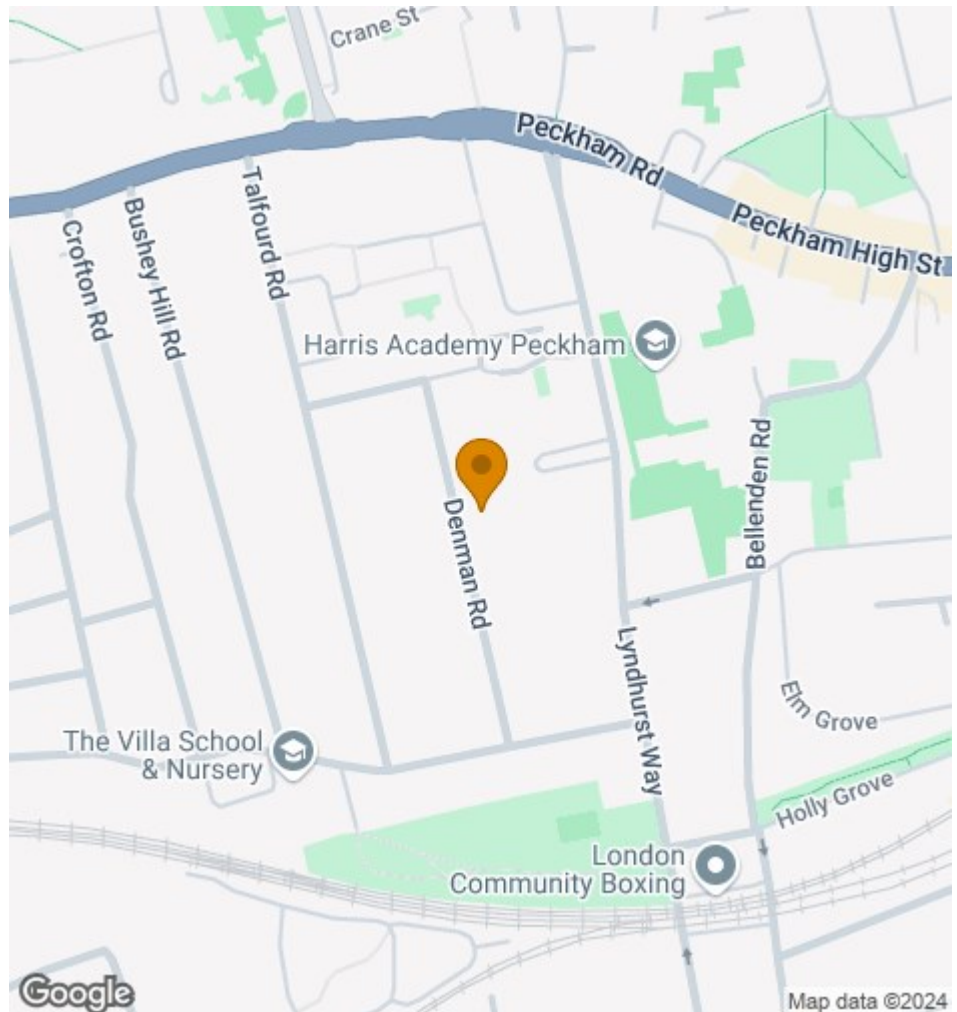 Crane St
Peckham Rd
Peckham High St
Talfourd Rd
Bushey Hill Rd
Crofton Rd
Harris Academy Peckham
Bellenden Rd
Denman Rd
Lyndhurst Way
Elm Grove
The Villa School
& Nursery
Holly Grove
London
Community Boxing
Google
Map data ©2024